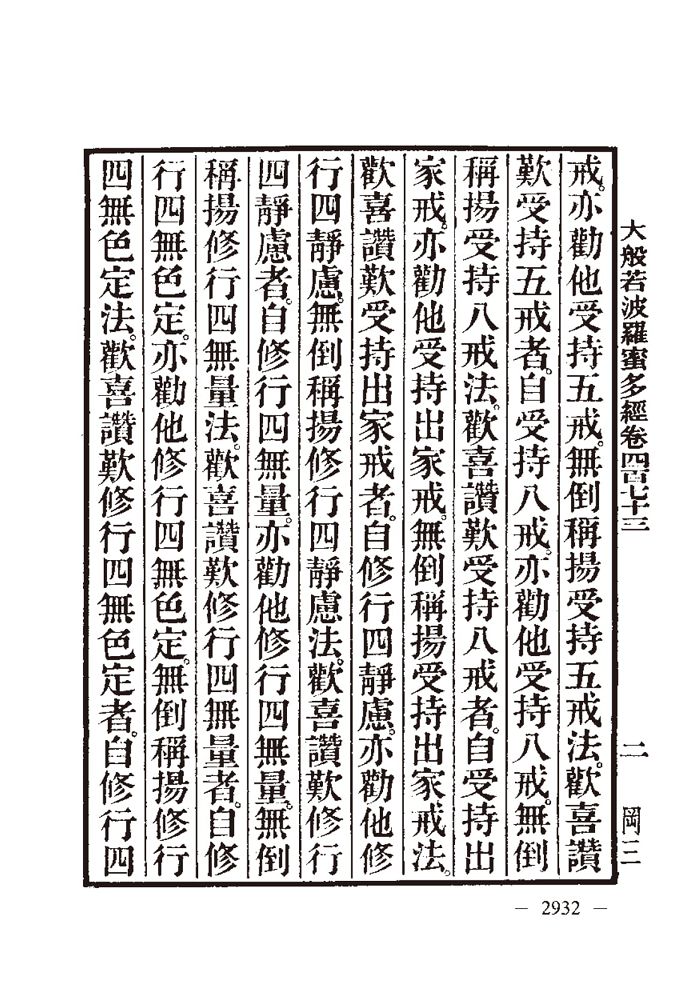 大般若波羅蜜多經卷四百七十三 二 岡三
戒。亦勸他受持五戒。無倒稱揚受持五戒法。歡喜讚
歎受持五戒者。自受持八戒。亦勸他受持八戒。無倒
稱揚受持八戒法。歡喜讚歎受持八戒者。自受持出
家戒。亦勸他受持出家戒。無倒稱揚受持出家戒法。
歡喜讚歎受持出家戒者。自修行四靜慮。亦勸他修
行四靜慮。無倒稱揚修行四靜慮法。歡喜讚歎修行
四靜慮者。自修行四無量。亦勸他修行四無量。無倒
稱揚修行四無量法。歡喜讚歎修行四無量者。自修
行四無色定。亦勸他修行四無色定。無倒稱揚修行
四無色定法。歡喜讚歎修行四無色定者。自修行四
— 2932 —